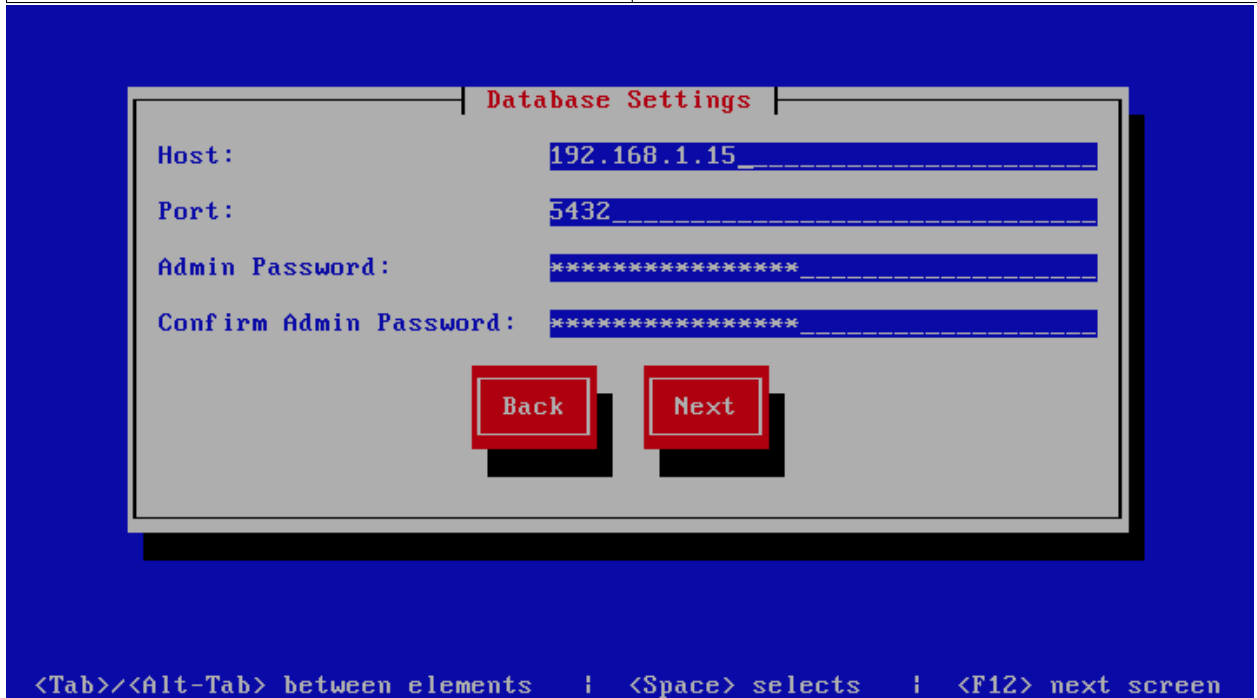 Database Settings
Host: 192.168.1.15
Port: 5432
Admin Password: ****************
Confirm Admin Password: ****************
Back Next
<Tab>/<Alt-Tab> between elements | <Space> selects | <F12> next screen